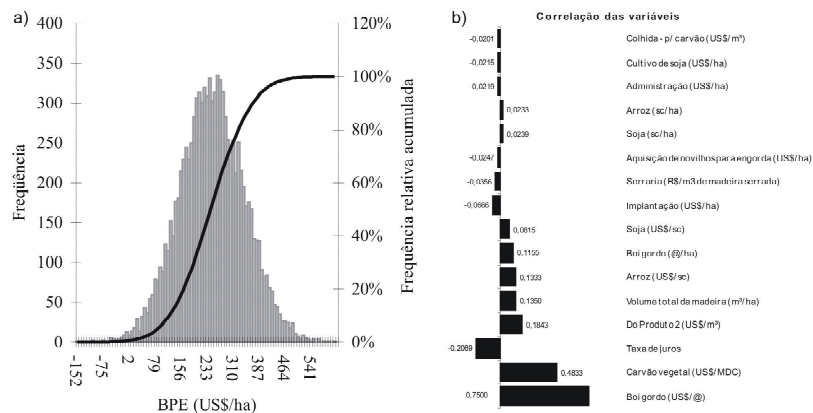 a)
400
350
300
250
200
150
100
50
0
Freqüência
120%
100%
80%
60%
40%
20%
0%
Frequência relativa acumulada
-152
-75
2
79
156
233
310
387
464
541
BPE (US$/ha)
b)
Correlação das variáveis
-0,0201 Colhida - p/ carvão (US$/m³)
-0,0215 Cultivo de soja (US$/ha)
0,0219 Administração (US$/ha)
0,0233 Arroz (sc/ha)
0,0239 Soja (sc/ha)
-0,0247 Aquisição de novilhos para engorda (US$/ha)
-0,0356 Serraria (R$/m3 de madeira serrada)
-0,0666 Implantação (US$/ha)
0,0815 Soja (US$/sc)
0,1155 Boi gordo (@/ha)
0,1333 Arroz (US$/sc)
0,1350 Volume total da madeira (m³/ha)
0,1843 Do Produto 2 (US$/m³)
-0,2089 Taxa de juros
0,4833 Carvão vegetal (US$/MDC)
0,7500 Boi gordo (US$/@)